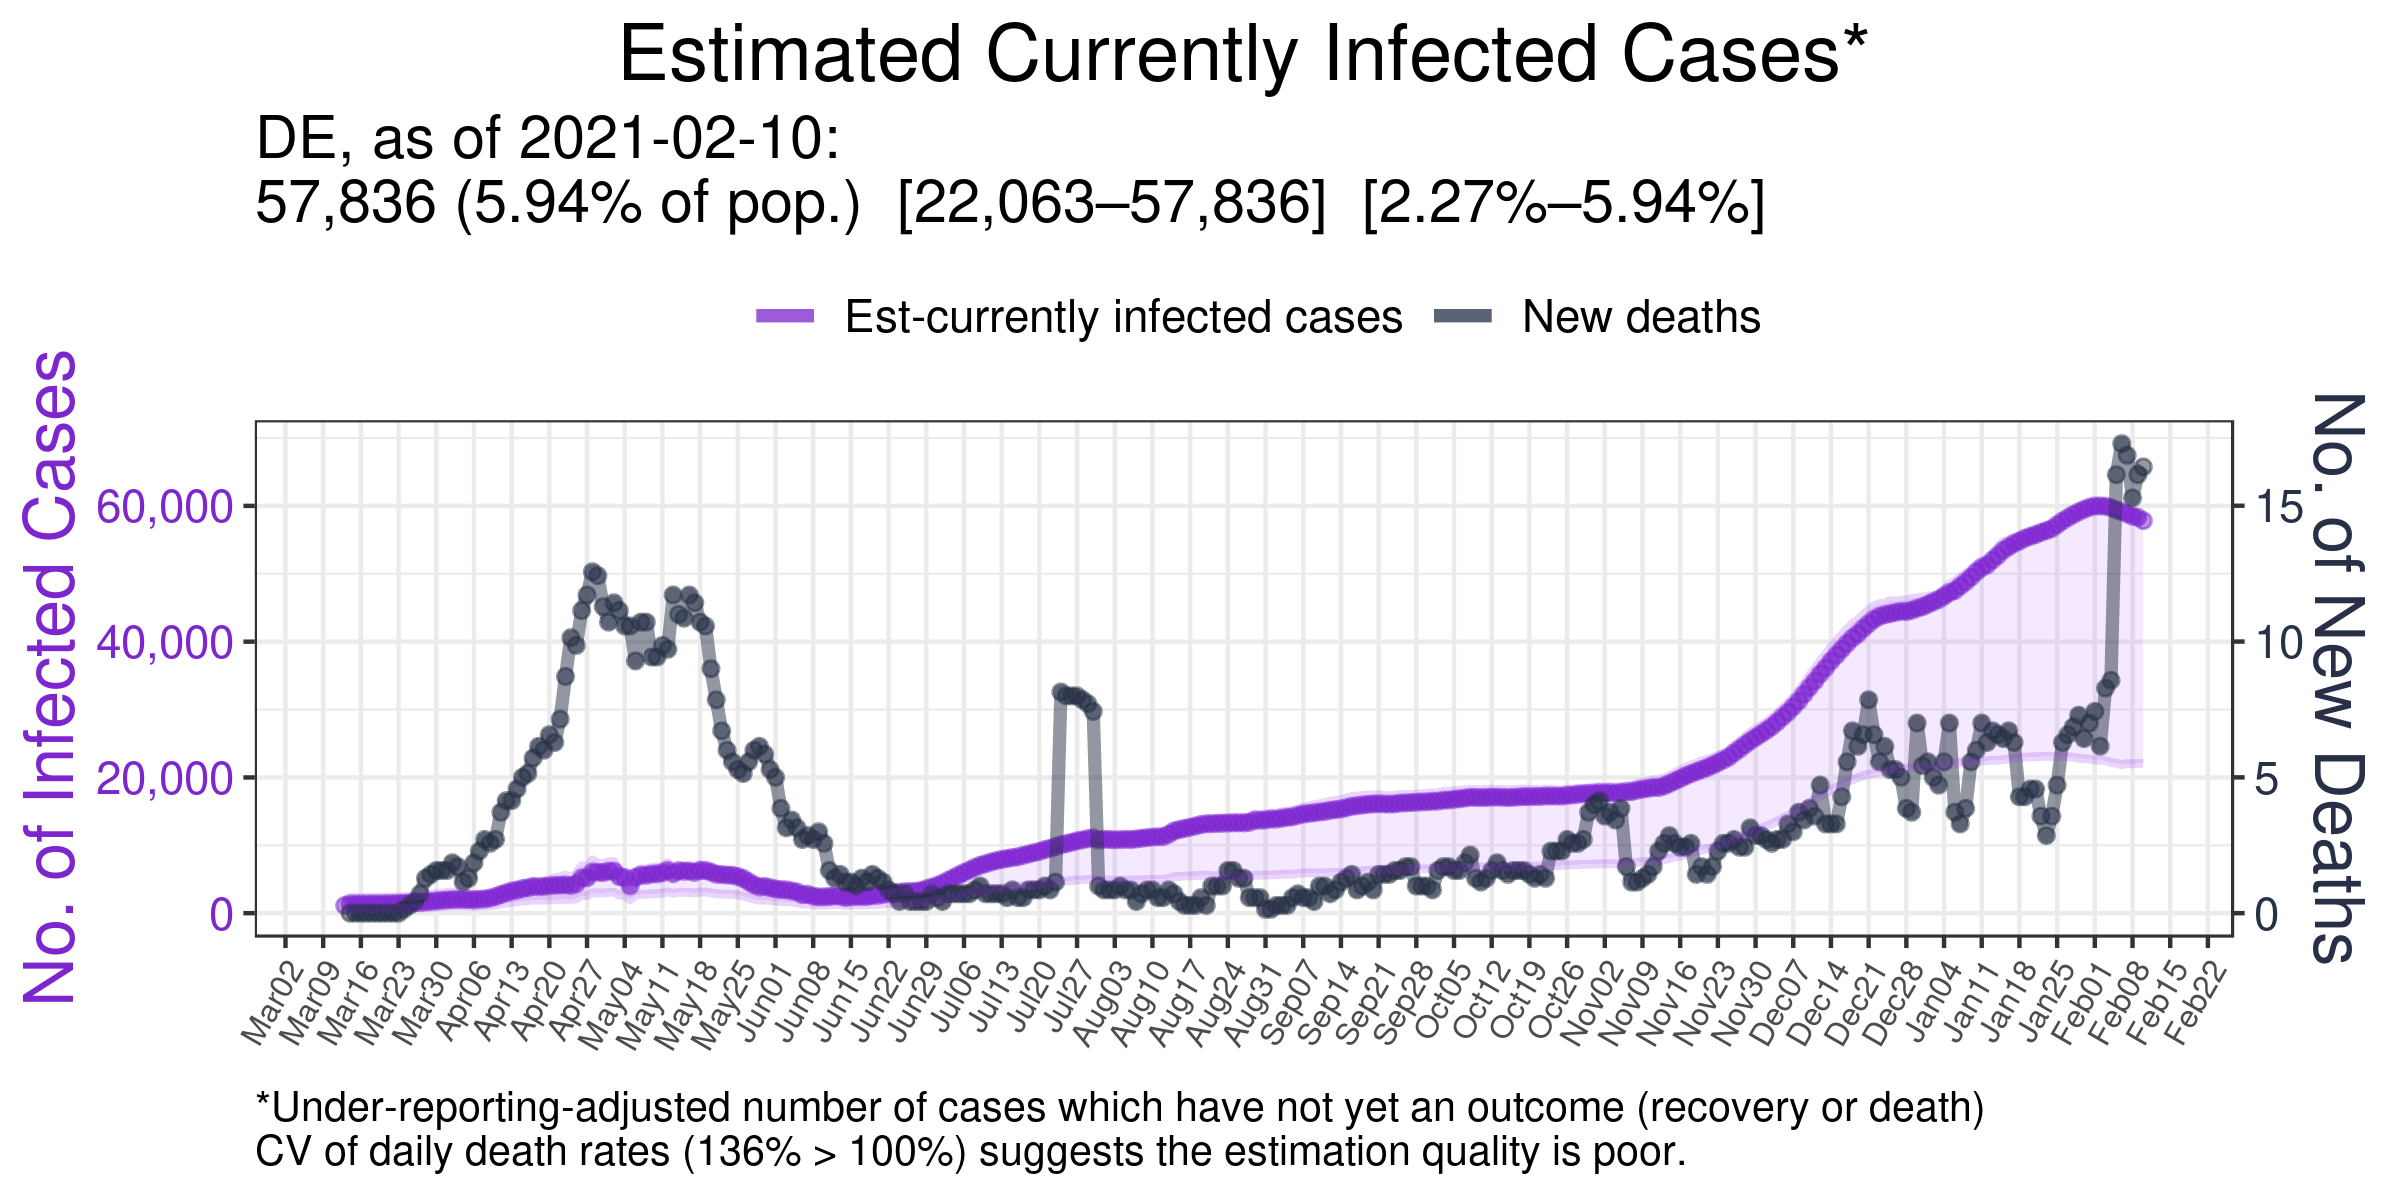 Estimated Currently Infected Cases*
DE, as of 2021-02-10:
57,836 (5.94% of pop.) [22,063–57,836] [2.27%–5.94%]
Est-currently infected cases New deaths
No. of Infected Cases
60,000
40,000
20,000
0
15
10
5
0
No. of New Deaths
Mar02 Mar09 Mar16 Mar23 Mar30 Apr06 Apr13 Apr20 Apr27 May04 May11 May18 May25 Jun01 Jun08 Jun15 Jun22 Jun29 Jul06 Jul13 Jul20 Jul27 Aug03 Aug10 Aug17 Aug24 Aug31 Sep07 Sep14 Sep21 Sep28 Oct05 Oct12 Oct19 Oct26 Nov02 Nov09 Nov16 Nov23 Nov30 Dec07 Dec14 Dec21 Dec28 Jan04 Jan11 Jan18 Jan25 Feb01 Feb08 Feb15 Feb22
*Under-reporting-adjusted number of cases which have not yet an outcome (recovery or death)
CV of daily death rates (136% > 100%) suggests the estimation quality is poor.